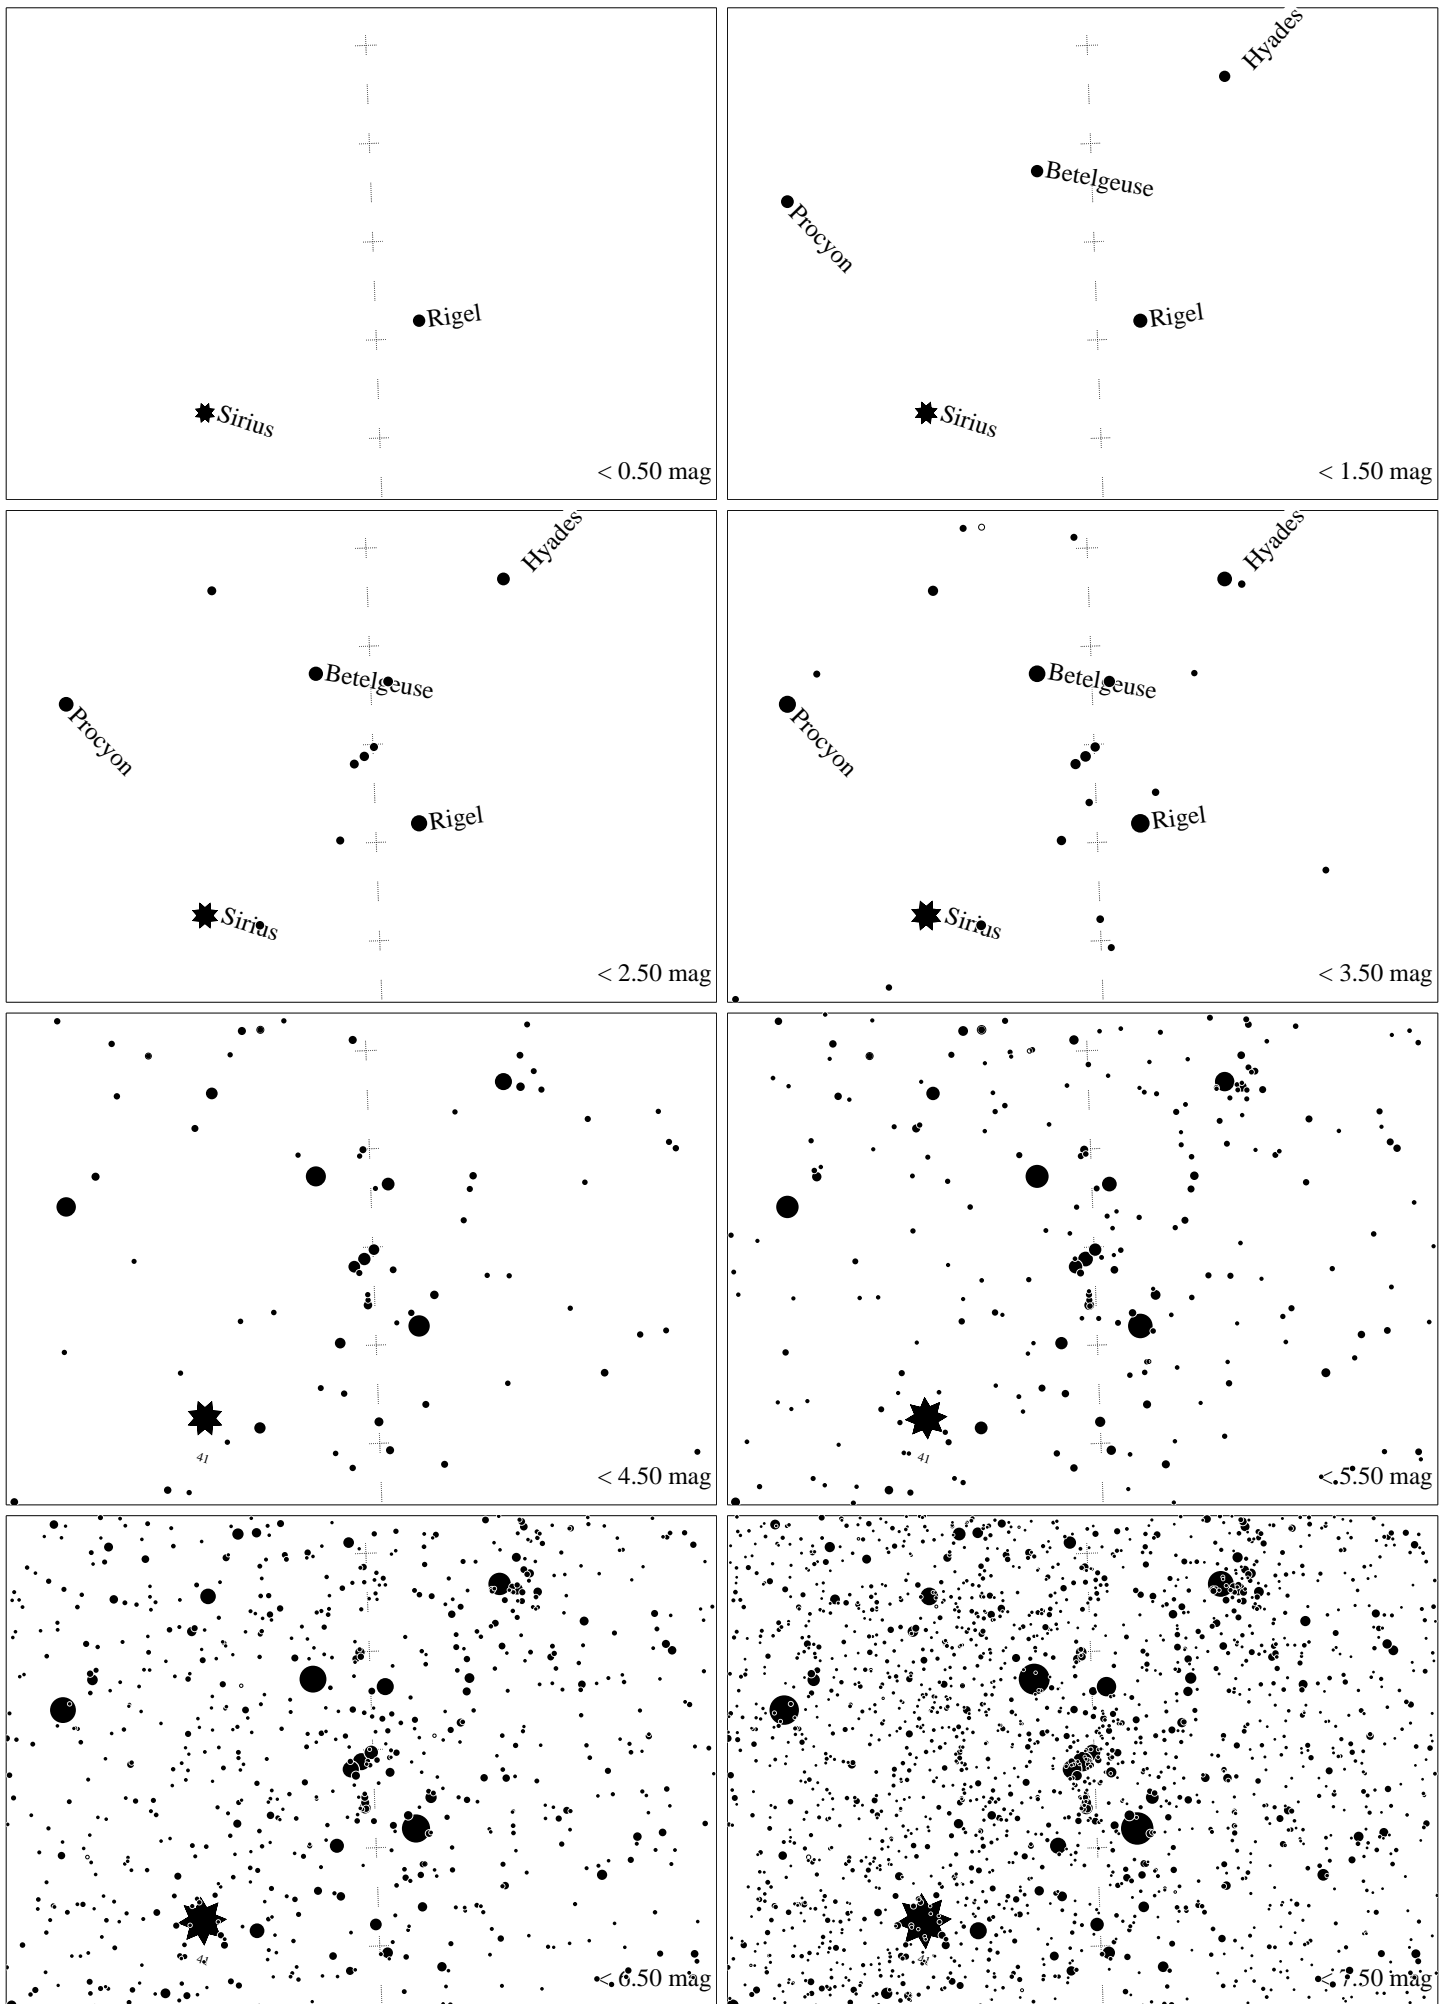 Rigel
Sirius
< 0.50 mag
Hyades
Betelgeuse
Procyon
Rigel
Sirius
< 1.50 mag
Hyades
Betelgeuse
Procyon
Rigel
Sirius
< 2.50 mag
Hyades
Betelgeuse
Procyon
Rigel
Sirius
< 3.50 mag
41
< 4.50 mag
41
< 5.50 mag
41
< 6.50 mag
41
< 7.50 mag